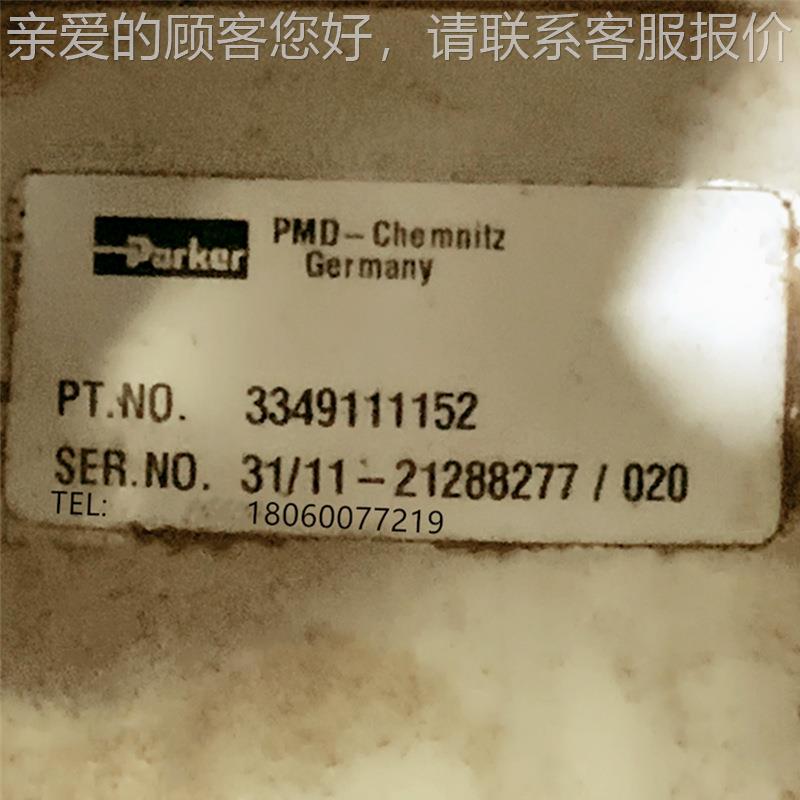 亲爱的顾客您好，请联系客服报价
Parker
PMD-Chemnitz
Germany
PT.NO. 3349111152
SER.NO. 31/11-21288277/020
TEL: 18060077219